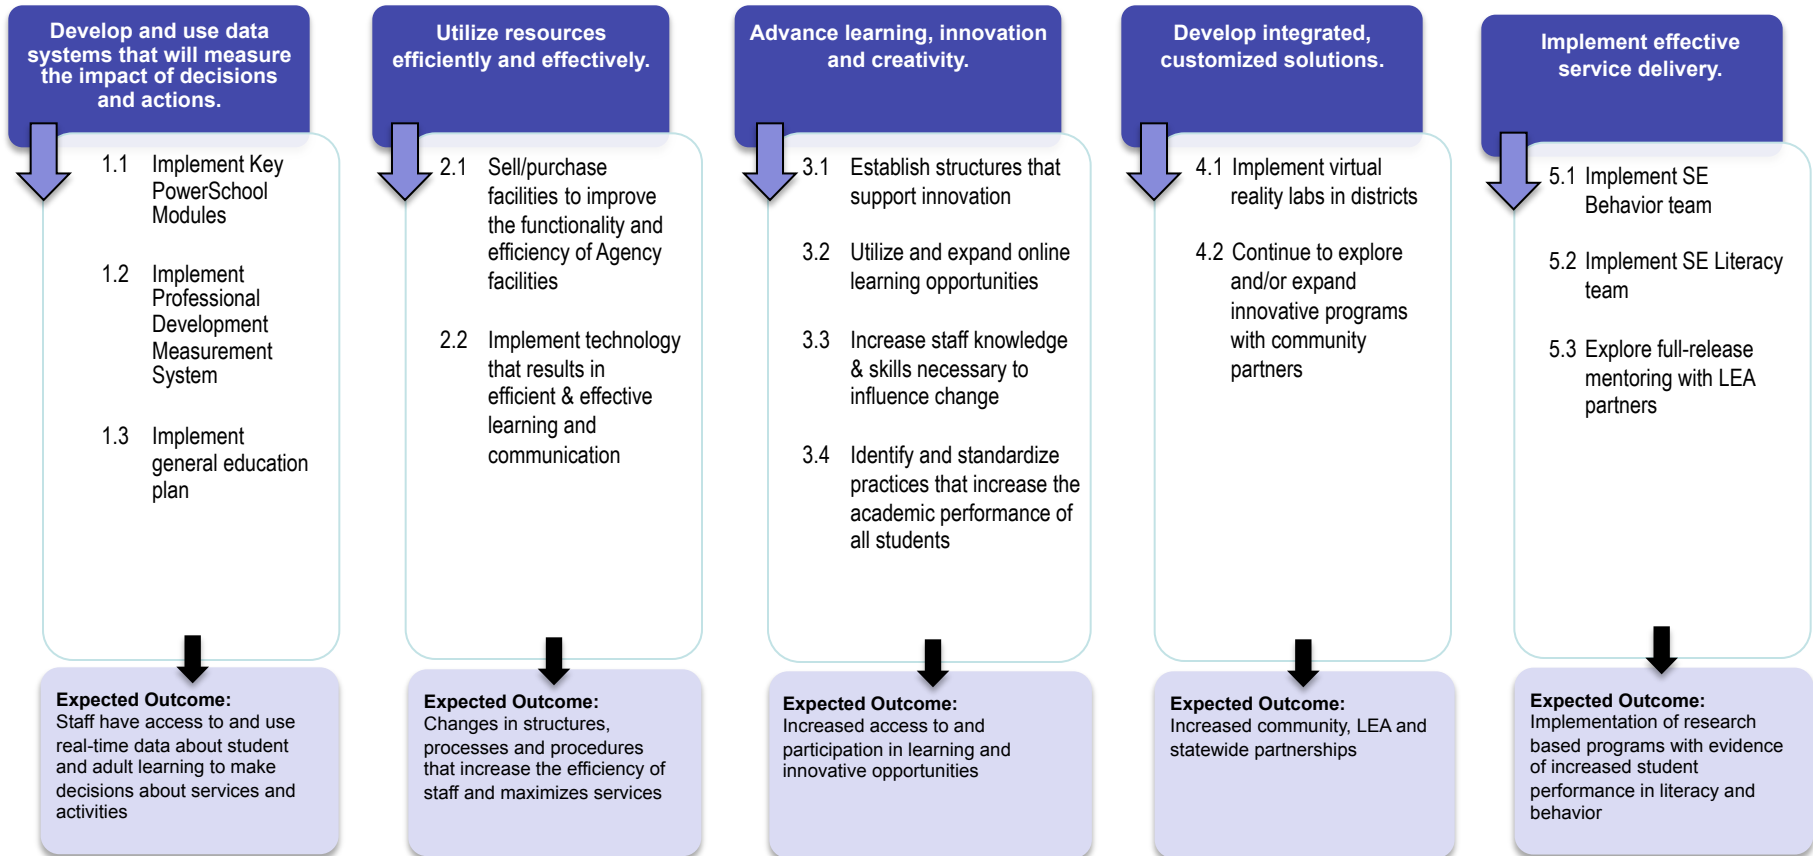 Develop and use data
systems that will measure
the impact of decisions
and actions.
1.1 Implement Key
PowerSchool
Modules
1.2 Implement
Professional
Development
Measurement
System
1.3 Implement
general education
plan
Expected Outcome:
Staff have access to and use
real-time data about student
and adult learning to make
decisions about services and
activities
Utilize resources
efficiently and effectively.
2.1 Sell/purchase
facilities to improve
the functionality and
efficiency of Agency
facilities
2.2 Implement technology
that results in
efficient & effective
learning and
communication
Expected Outcome:
Changes in structures,
processes and procedures
that increase the efficiency of
staff and maximizes services
Advance learning, innovation
and creativity.
3.1 Establish structures that
support innovation
3.2 Utilize and expand online
learning opportunities
3.3 Increase staff knowledge
& skills necessary to
influence change
3.4 Identify and standardize
practices that increase the
academic performance of
all students
Expected Outcome:
Increased access to and
participation in learning and
innovative opportunities
Develop integrated,
customized solutions.
4.1 Implement virtual
reality labs in districts
4.2 Continue to explore
and/or expand
innovative programs
with community
partners
Expected Outcome:
Increased community, LEA and
statewide partnerships
Implement effective
service delivery.
5.1 Implement SE
Behavior team
5.2 Implement SE Literacy
team
5.3 Explore full-release
mentoring with LEA
partners
Expected Outcome:
Implementation of research
based programs with evidence
of increased student
performance in literacy and
behavior